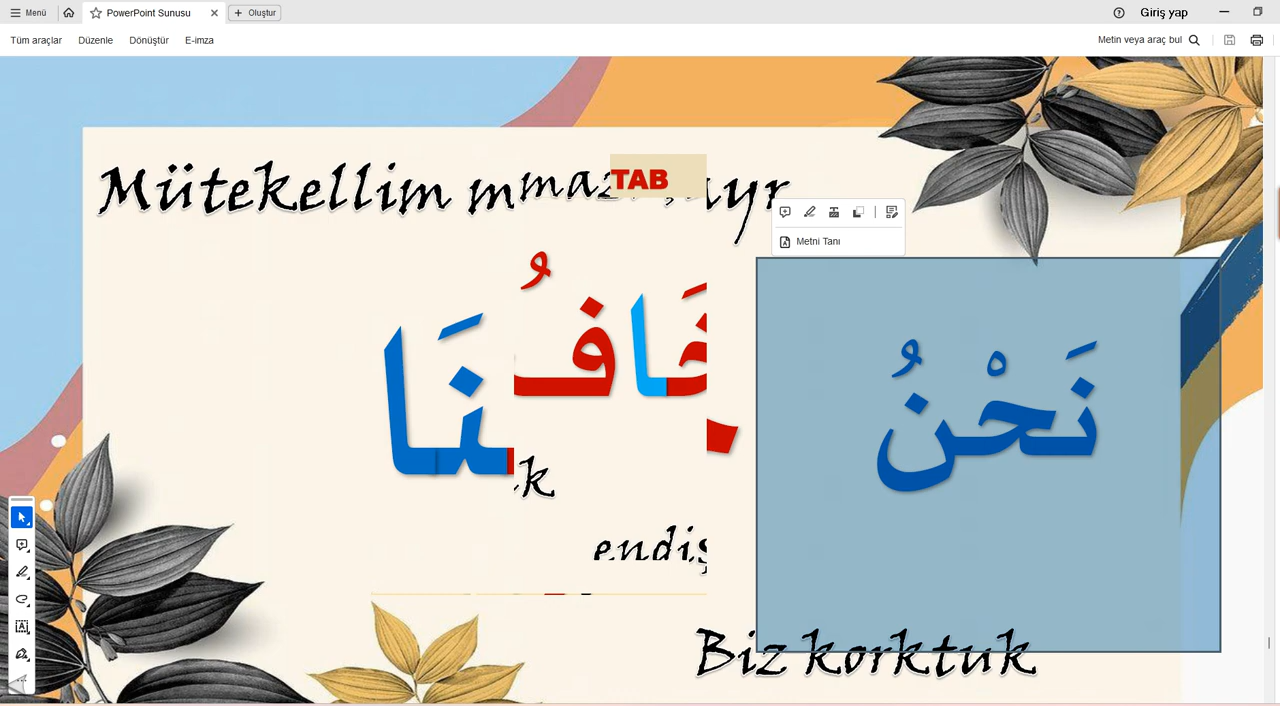 Menü
PowerPoint Sunusu
Oluştur
Giriş yap
Tüm araçlar
Düzenle
Dönüştür
E-imza
Metin veya araç bul
Mütekellim
TAB
Metni Tanı
نَحْنُ
Biz korktuk